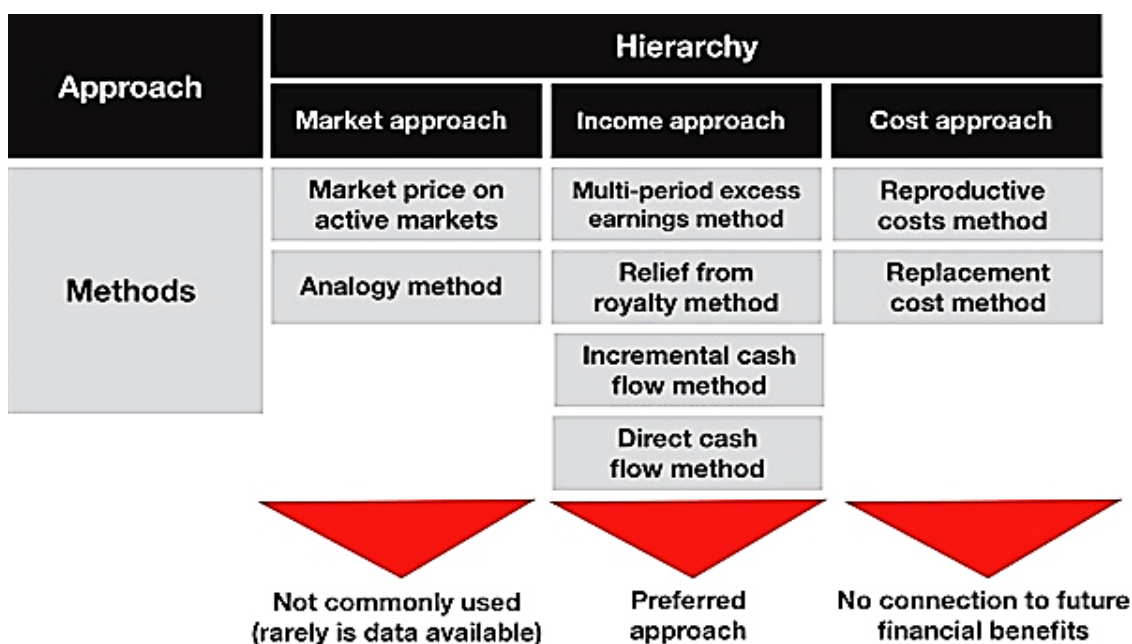 Approach
Hierarchy
Market approach
Income approach
Cost approach
Methods
Market price on
active markets
Multi-period excess
earnings method
Reproductive
costs method
Analogy method
Relief from
royalty method
Replacement
cost method
Incremental cash
flow method
Direct cash
flow method
Not commonly used
(rarely is data available)
Preferred
approach
No connection to future
financial benefits